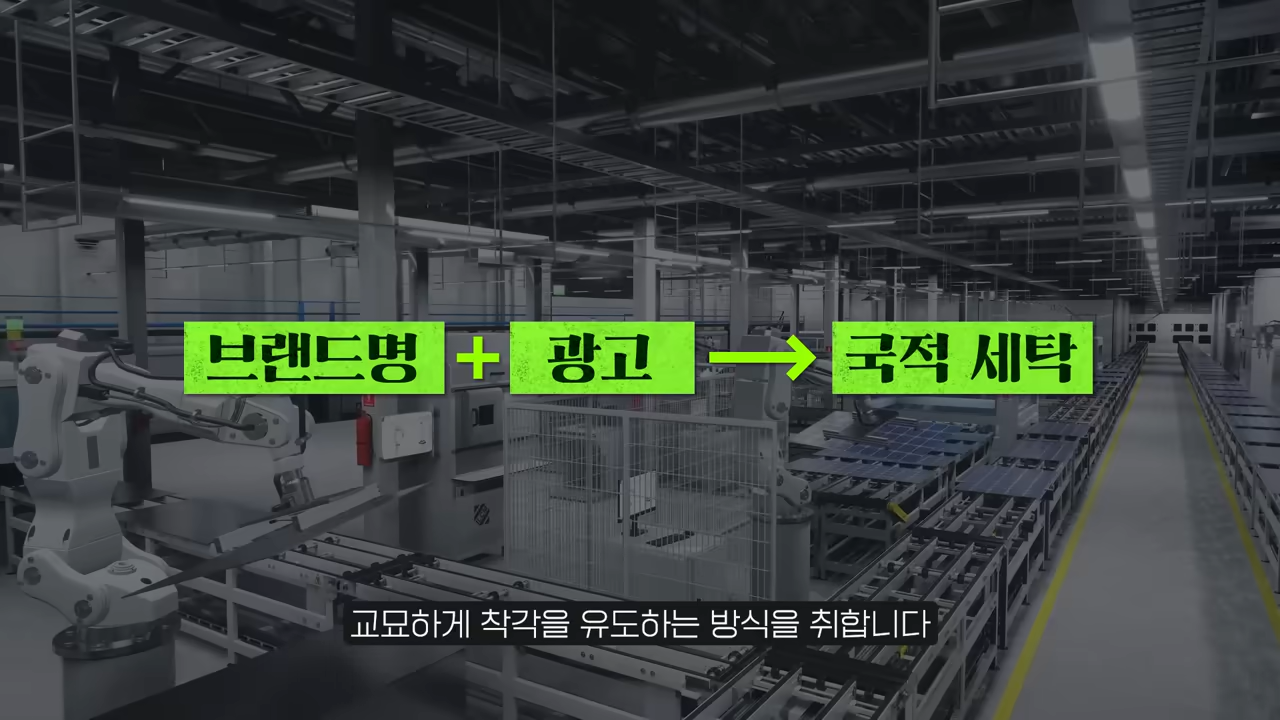 브랜드명 + 광고 → 국적 세탁
교묘하게 착각을 유도하는 방식을 취합니다